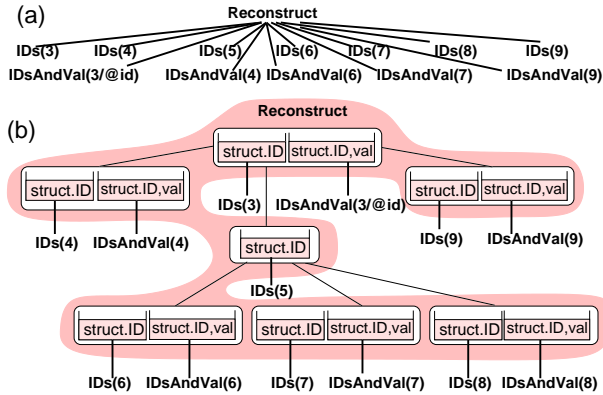 (a)
Reconstruct
IDs(3) IDs(4) IDs(5) IDs(6) IDs(7) IDs(8) IDs(9)
IDsAndVal(3/@id) IDsAndVal(4) IDsAndVal(6) IDsAndVal(7) IDsAndVal(9)
(b)
Reconstruct
struct.ID struct.ID,val
struct.ID struct.ID,val
struct.ID struct.ID,val
IDs(3) IDsAndVal(3/@id)
IDs(4) IDsAndVal(4)
IDs(9) IDsAndVal(9)
struct.ID
IDs(5)
struct.ID struct.ID,val struct.ID struct.ID,val struct.ID struct.ID,val
IDs(6) IDsAndVal(6) IDs(7) IDsAndVal(7) IDs(8) IDsAndVal(8)